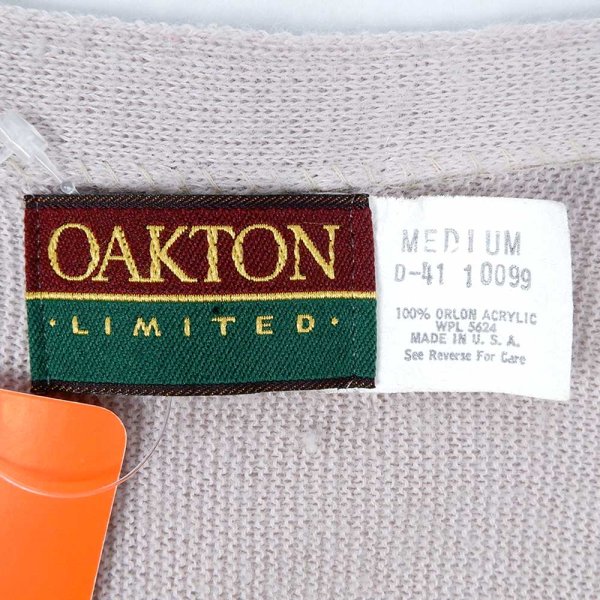 OAKTON
· LIMITED ·
MEDIUM
D-41 10099
100% ORLON ACRYLIC
WPL 5624
MADE IN U. S. A.
See Reverse For Care